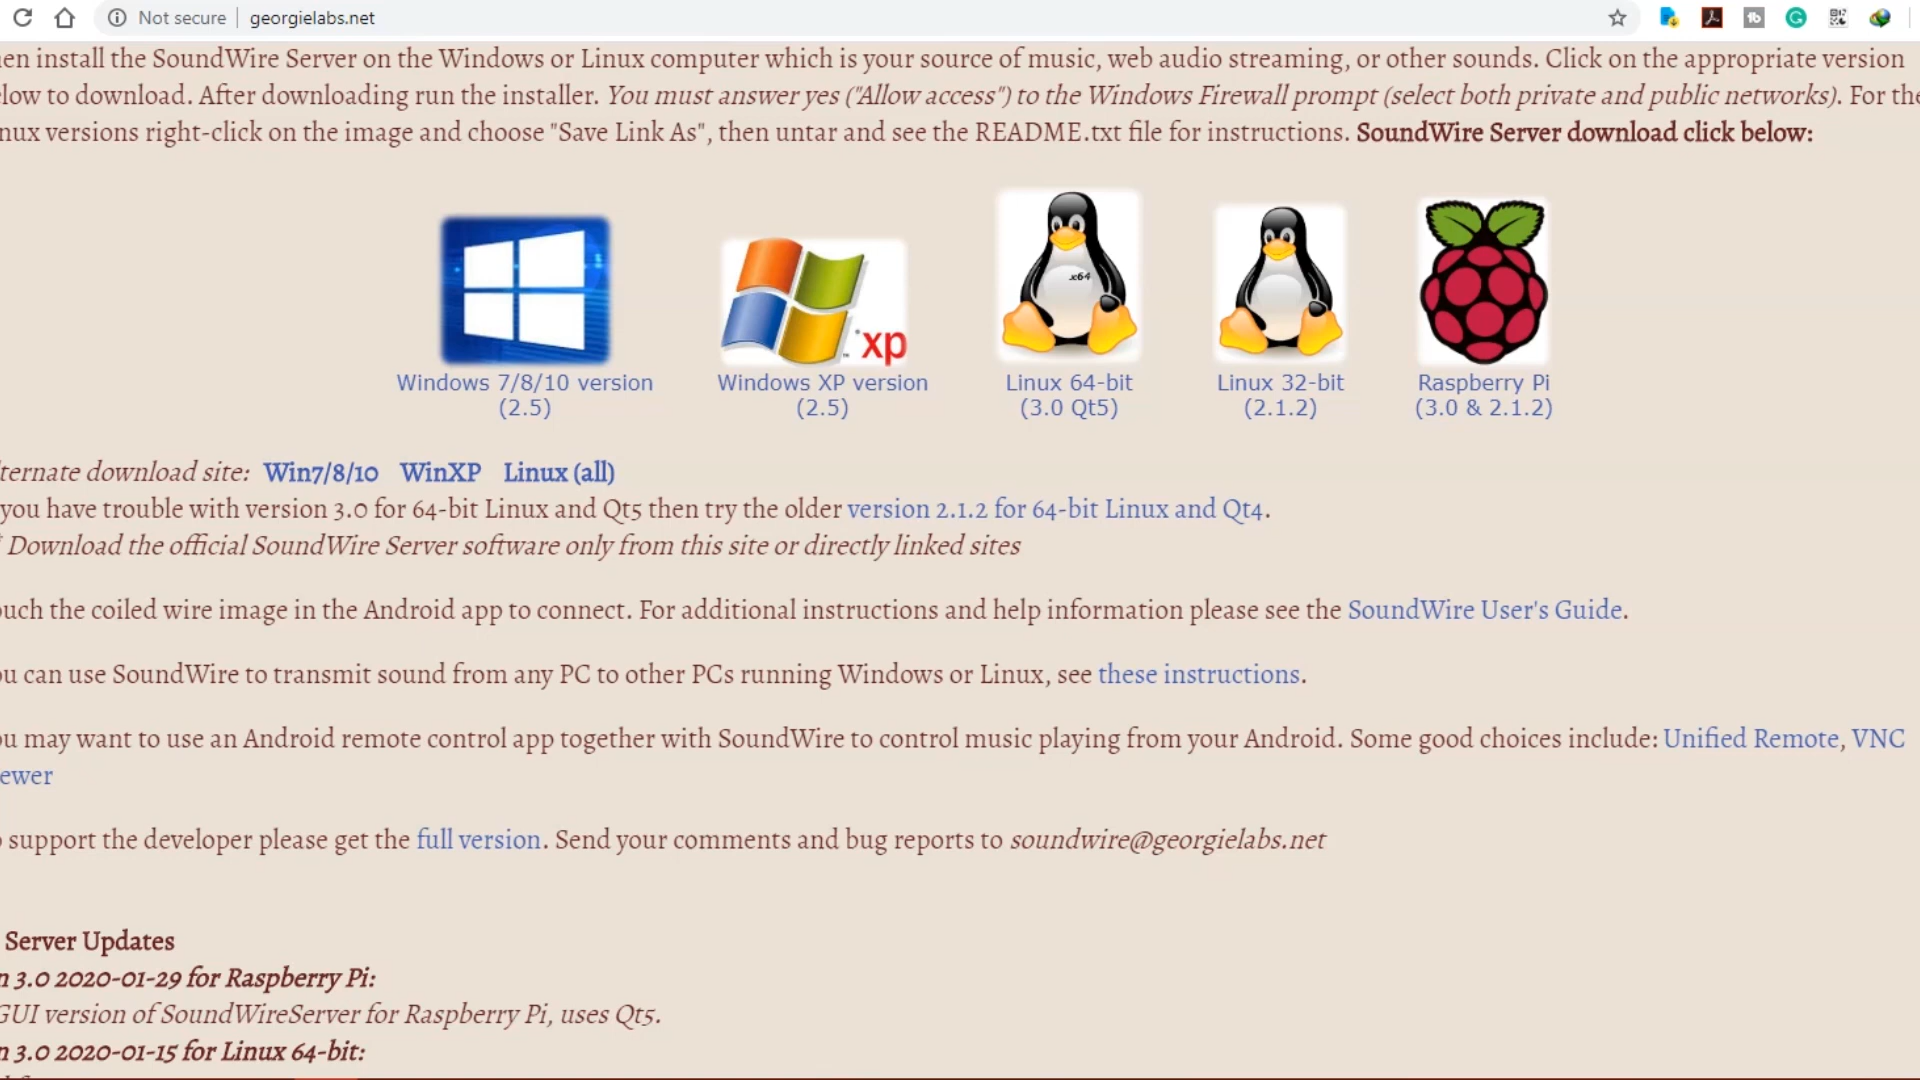 Not secure georgielabs.net
en install the SoundWire Server on the Windows or Linux computer which is your source of music, web audio streaming, or other sounds. Click on the appropriate version
low to download. After downloading run the installer. You must answer yes ("Allow access") to the Windows Firewall prompt (select both private and public networks). For the
nux versions right-click on the image and choose "Save Link As", then untar and see the README.txt file for instructions. SoundWire Server download click below:
x64
xp
Windows 7/8/10 version Windows XP version Linux 64-bit Linux 32-bit Raspberry Pi
(2.5) (2.5) (3.0 Qt5) (2.1.2) (3.0 & 2.1.2)
ternate download site: Win7/8/10 WinXP Linux (all)
you have trouble with version 3.0 for 64-bit Linux and Qt5 then try the older version 2.1.2 for 64-bit Linux and Qt4.
* Download the official SoundWire Server software only from this site or directly linked sites
ouch the coiled wire image in the Android app to connect. For additional instructions and help information please see the SoundWire User's Guide.
ou can use SoundWire to transmit sound from any PC to other PCs running Windows or Linux, see these instructions.
ou may want to use an Android remote control app together with SoundWire to control music playing from your Android. Some good choices include: Unified Remote, VNC
ewer
o support the developer please get the full version. Send your comments and bug reports to soundwire@georgielabs.net
Server Updates
n 3.0 2020-01-29 for Raspberry Pi:
GUI version of SoundWireServer for Raspberry Pi, uses Qt5.
n 3.0 2020-01-15 for Linux 64-bit: